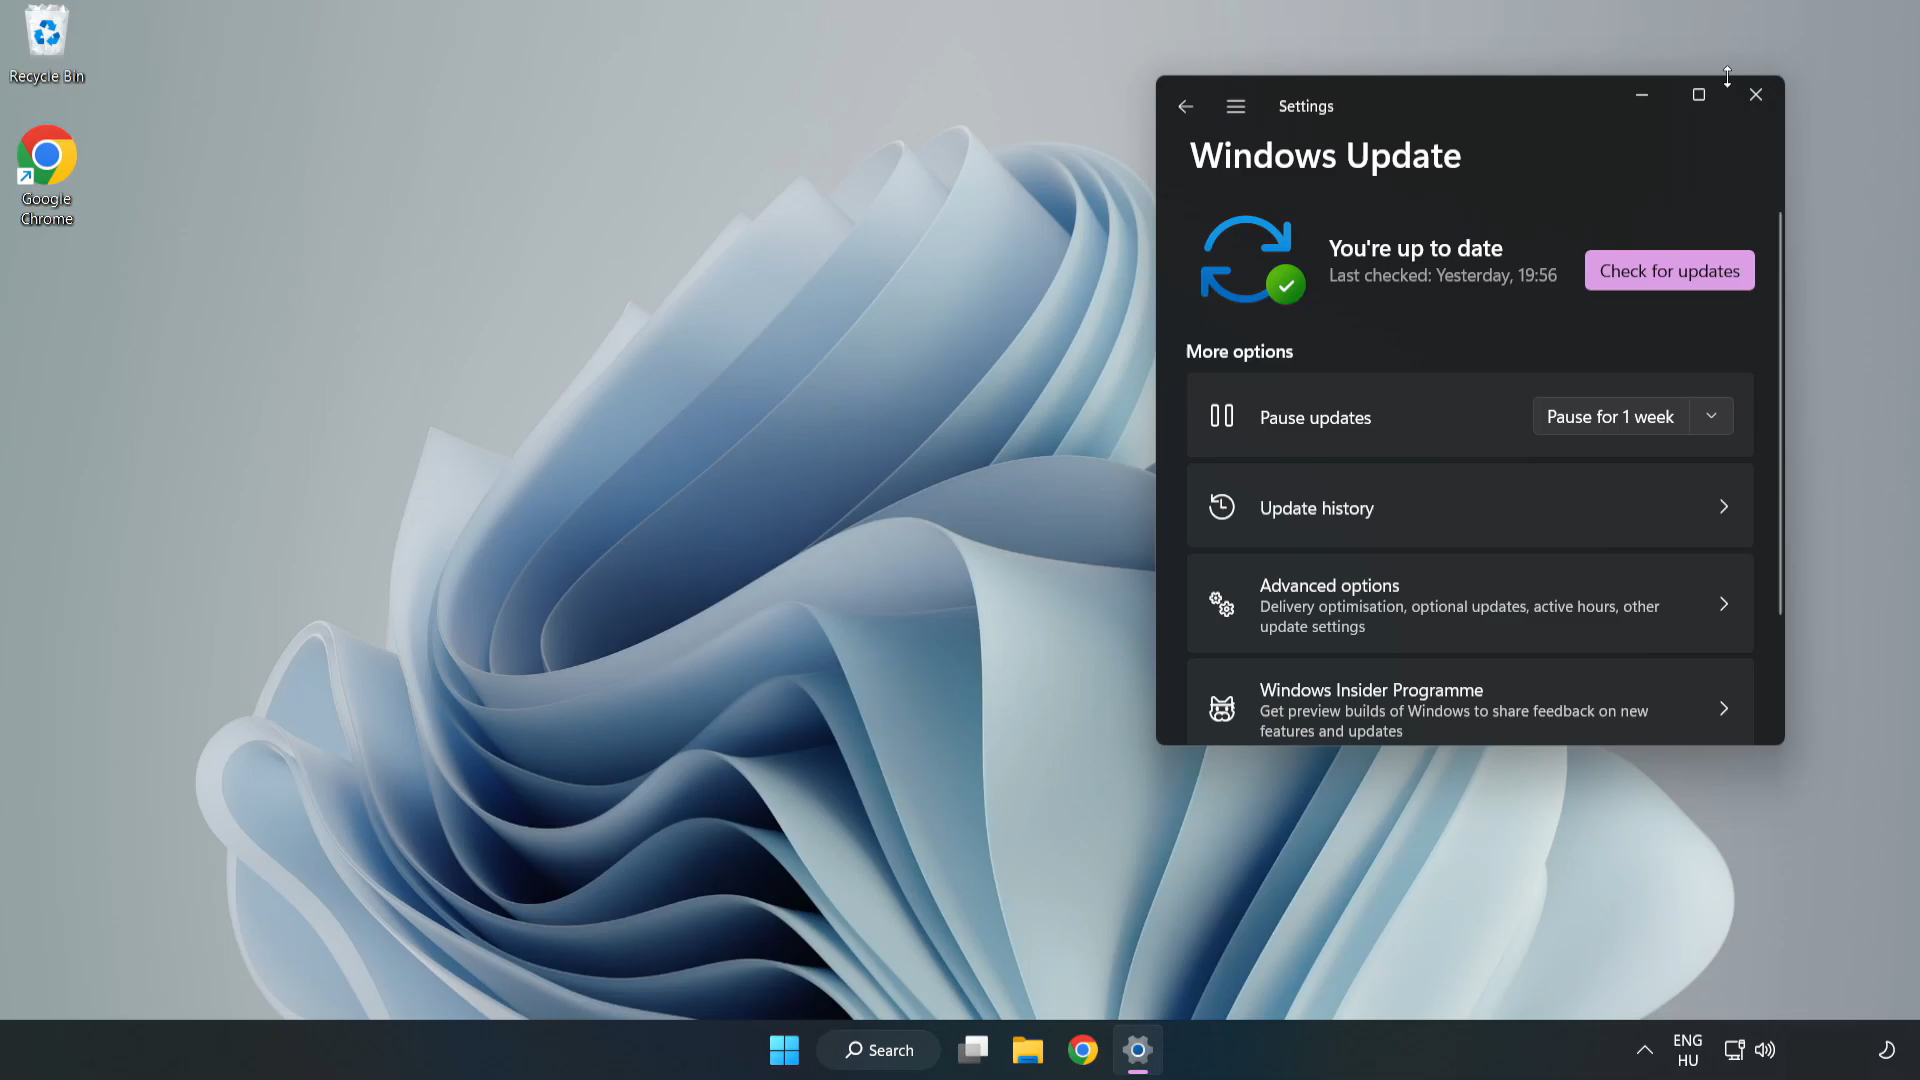 Recycle Bin
Google
Chrome
Settings
Windows Update
You're up to date
Last checked: Yesterday, 19:56
Check for updates
More options
Pause updates
Pause for 1 week
Update history
Advanced options
Delivery optimisation, optional updates, active hours, other
update settings
Windows Insider Programme
Get preview builds of Windows to share feedback on new
features and updates
Search
ENG
HU